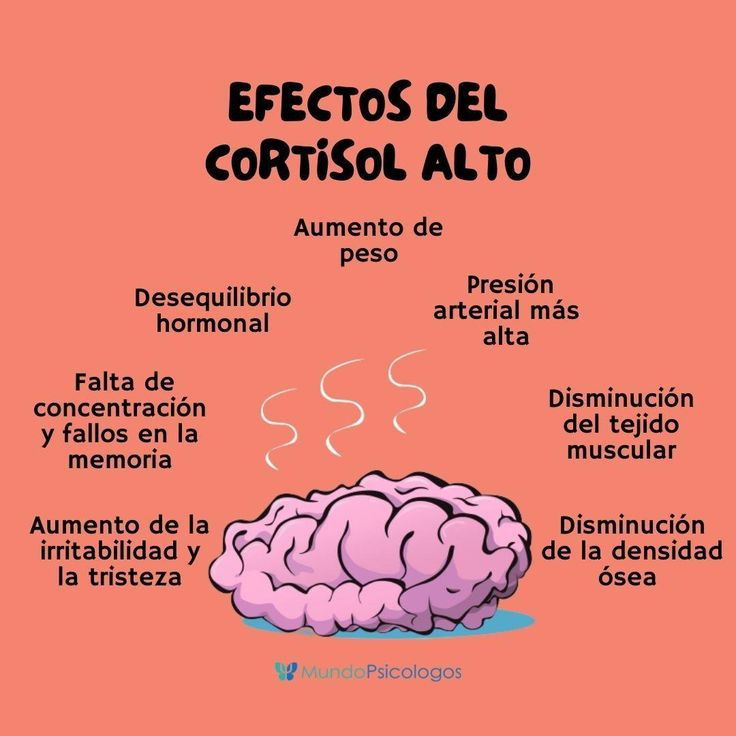 EFECTOS DEL
CORTISOL ALTO
Aumento de
peso
Desequilibrio
hormonal
Presión
arterial más
alta
Falta de
concentración
y fallos en la
memoria
Disminución
del tejido
muscular
Aumento de la
irritabilidad y
la tristeza
Disminución
de la densidad
ósea
MundoPsicologos